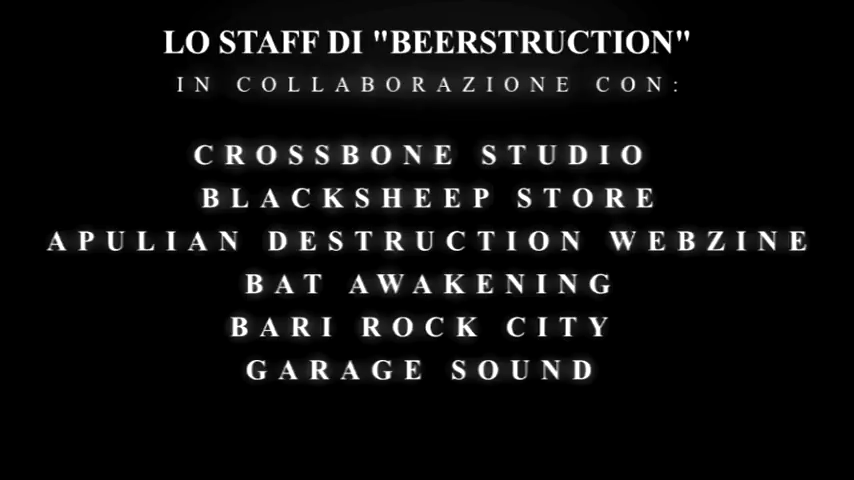 LO STAFF DI "BEERSTRUCTION"
IN COLLABORAZIONE CON:
CROSSBONE STUDIO
BLACKSHEEP STORE
APULIAN DESTRUCTION WEBZINE
BAT AWAKENING
BARI ROCK CITY
GARAGE SOUND